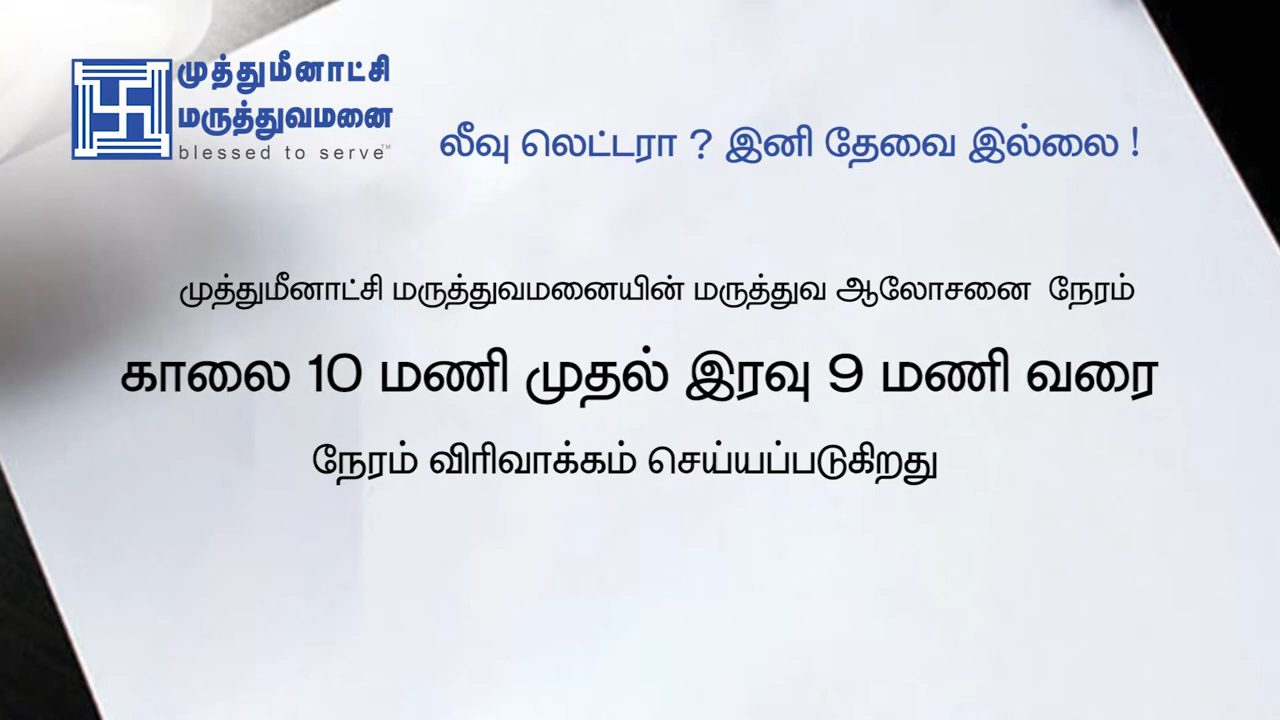 முத்துமீனாட்சி
மருத்துவமனை
blessed to serve™
லீவு லெட்டரா ? இனி தேவை இல்லை !
முத்துமீனாட்சி மருத்துவமனையின் மருத்துவ ஆலோசனை நேரம்
காலை 10 மணி முதல் இரவு 9 மணி வரை
நேரம் விரிவாக்கம் செய்யப்படுகிறது